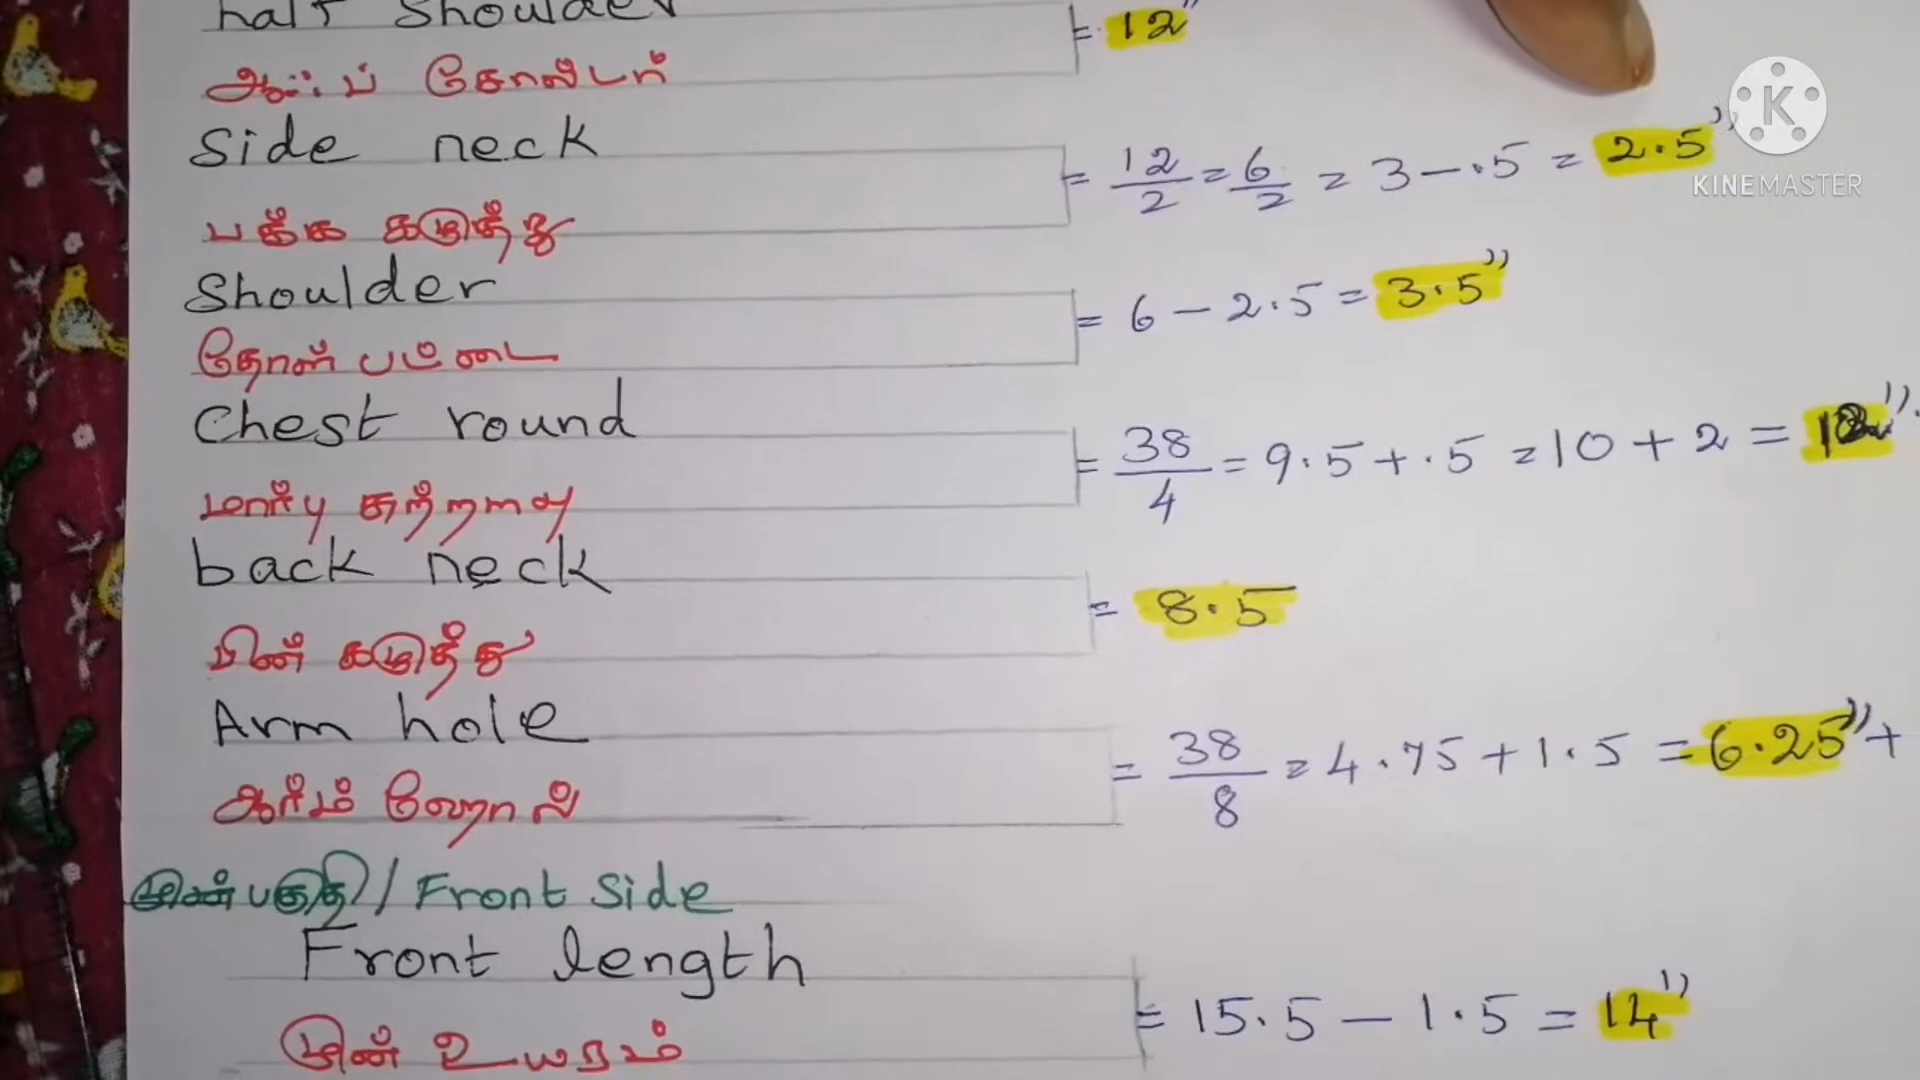 half Shoulder = 12"
ஆஃப் சோல்டர்
Side neck = 12/2 = 6/2 = 3 - .5 = 2.5"
பக்க கழுத்து
Shoulder = 6 - 2.5 = 3.5"
தோள் பட்டை
Chest round = 38/4 = 9.5 + .5 = 10 + 2 = 12"
மார்பு சுற்றளவு
back neck = 8.5
பின் கழுத்து
Arm hole = 38/8 = 4.75 + 1.5 = 6.25" +
ஆர்ம் ஹோல்
முன் பகுதி / Front Side
Front length = 15.5 - 1.5 = 14"
முன் உயரம்
K
KINEMASTER